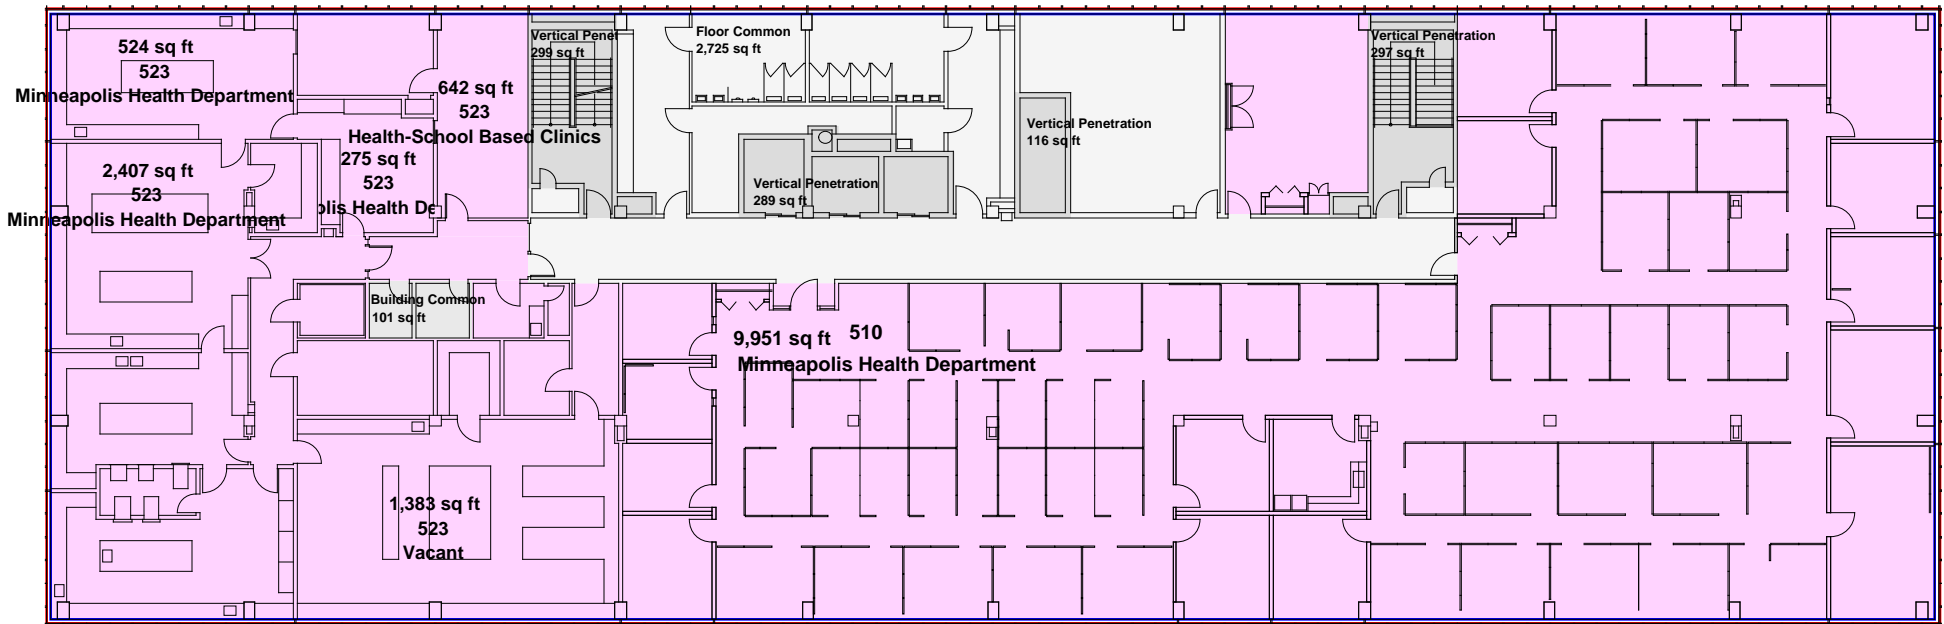 524 sq ft
523
Minneapolis Health Department
642 sq ft
523
Health-School Based Clinics
275 sq ft
523
olis Health De
2,407 sq ft
523
Minneapolis Health Department
Vertical Penet
299 sq ft
Floor Common
2,725 sq ft
Vertical Penetration
289 sq ft
Vertical Penetration
116 sq ft
Vertical Penetration
297 sq ft
Building Common
101 sq ft
9,951 sq ft 510
Minneapolis Health Department
1,383 sq ft
523
Vacant